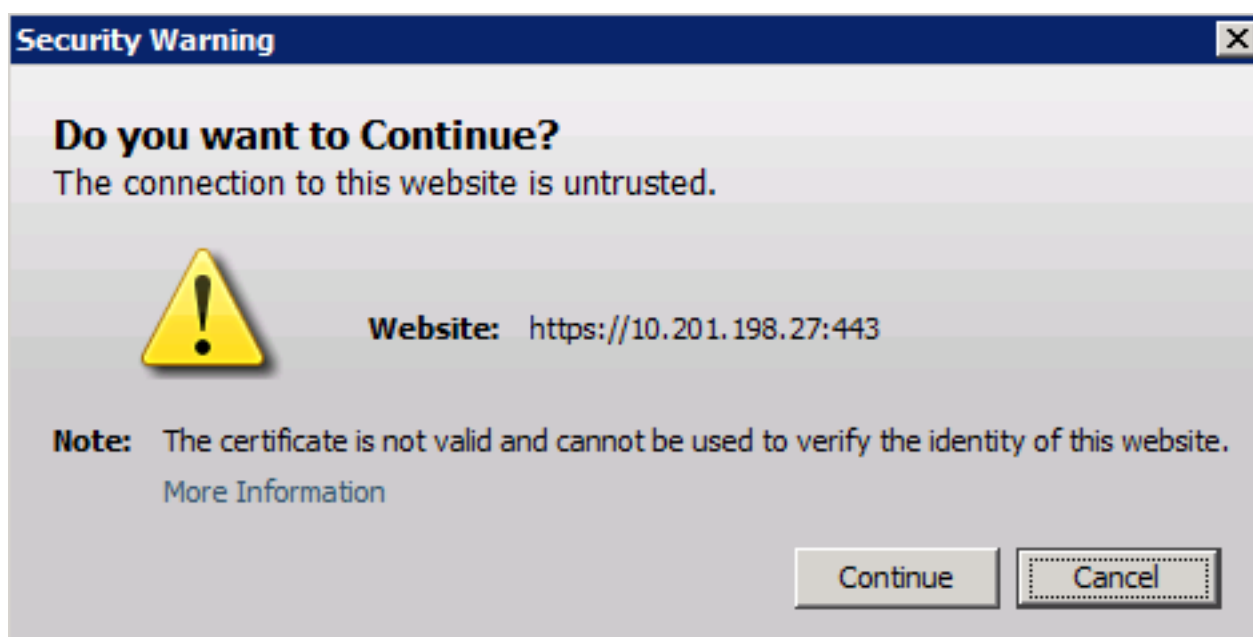 Security Warning
Do you want to Continue?
The connection to this website is untrusted.
Website: https://10.201.198.27:443
Note: The certificate is not valid and cannot be used to verify the identity of this website.
More Information
Continue Cancel